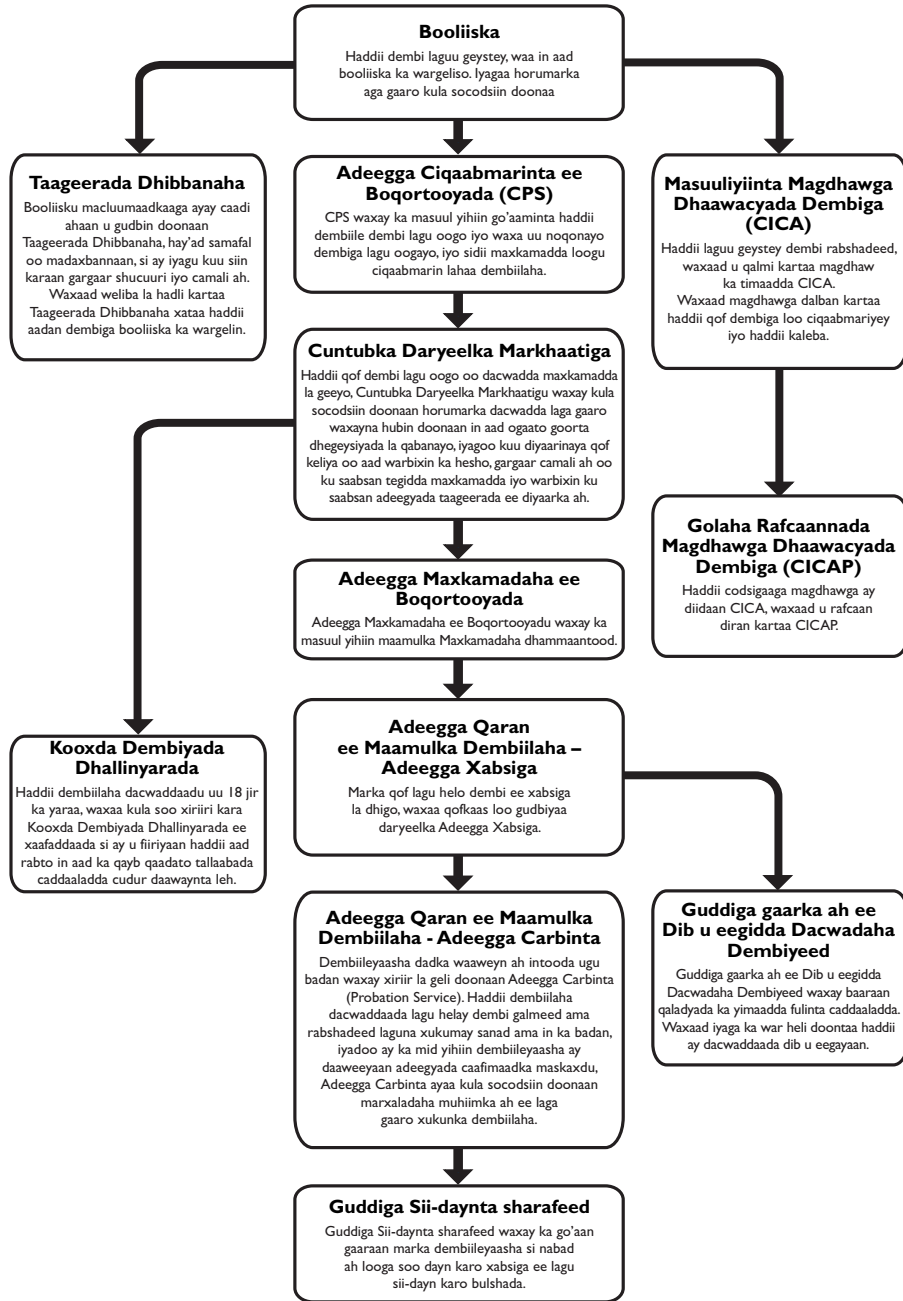 Booliiska
Haddii dembi laguu geystey, waa in aad
booliiska ka wargeliso. Iyagaa horumarka
aga gaaro kula socodsiin doonaa
Taageerada Dhibbanaha
Booliisku macluumaadkaaga ayay caadi
ahaan u gudbin doonaan
Taageerada Dhibbanaha, hay'ad samafal
oo madaxbannaan, si ay iyagu kuu siin
karaan gargaar shucuuri iyo camali ah.
Waxaad weliba la hadli kartaa
Taageerada Dhibbanaha xataa haddii
aadan dembiga booliiska ka wargelin.
Adeegga Ciqaabmarinta ee
Boqortooyada (CPS)
CPS waxay ka masuul yihiin go'aaminta haddii
dembiile dembi lagu oogo iyo waxa uu noqonayo
dembiga lagu oogayo, iyo sidii maxkamadda loogu
ciqaabmarin lahaa dembiilaha.
Masuuliyiinta Magdhawga
Dhaawacyada Dembiga
(CICA)
Haddii laguu geystey dembi rabshadeed,
waxaad u qalmi kartaa magdhaw
ka timaadda CICA.
Waxaad magdhawga dalban kartaa
haddii qof dembiga loo ciqaabmariyey
iyo haddii kaleba.
Cuntubka Daryeelka Markhaatiga
Haddii qof dembi lagu oogo oo dacwadda maxkamadda
la geeyo, Cuntubka Daryeelka Markhaatigu waxay kula
socodsiin doonaan horumarka dacwadda laga gaaro
waxayna hubin doonaan in aad ogaato goorta
dhegeysiyada la qabanayo, iyagoo kuu diyaarinaya qof
keliya oo aad warbixin ka hesho, gargaar camali ah oo
ku saabsan tegidda maxkamadda iyo warbixin ku
saabsan adeegyada taageerada ee diyaarka ah.
Golaha Rafcaannada
Magdhawga Dhaawacyada
Dembiga (CICAP)
Haddii codsigaaga magdhawga ay
diidaan CICA, waxaad u rafcaan
diran kartaa CICAP.
Adeegga Maxkamadaha ee
Boqortooyada
Adeegga Maxkamadaha ee Boqortooyadu waxay ka
masuul yihiin maamulka Maxkamadaha dhammaantood.
Adeegga Qaran
ee Maamulka Dembiilaha –
Adeegga Xabsiga
Marka qof lagu helo dembi ee xabsiga
la dhigo, waxaa qofkaas loo gudbiyaa
daryeelka Adeegga Xabsiga.
Kooxda Dembiyada
Dhallinyarada
Haddii dembiilaha dacwaddaadu uu 18 jir
ka yaraa, waxaa kula soo xiriiri kara
Kooxda Dembiyada Dhallinyarada ee
xaafaddaada si ay u fiiriyaan haddii aad
rabto in aad ka qayb qaadato tallaabada
caddaaladda cudur daawaynta leh.
Adeegga Qaran ee Maamulka
Dembiilaha - Adeegga Carbinta
Dembiileyaasha dadka waaweyn ah intooda ugu
badan waxay xiriir la geli doonaan Adeegga Carbinta
(Probation Service). Haddii dembiilaha
dacwaddaada lagu helay dembi galmeed ama
rabshadeed laguna xukumay sanad ama in ka badan,
iyadoo ay ka mid yihiin dembiileyaasha ay
daaweeyaan adeegyada caafimaadka maskaxdu,
Adeegga Carbinta ayaa kula socodsiin doonaan
marxaladaha muhiimka ah ee laga
gaaro xukunka dembiilaha.
Guddiga gaarka ah ee
Dib u eegidda Dacwadaha
Dembiyeed
Guddiga gaarka ah ee Dib u eegidda
Dacwadaha Dembiyeed waxay baaraan
qaladyada ka yimaadda fulinta caddaaladda.
Waxaad iyaga ka war heli doontaa haddii
ay dacwaddaada dib u eegayaan.
Guddiga Sii-daynta sharafeed
Guddiga Sii-daynta sharafeed waxay ka go'aan
gaaraan marka dembiileyaasha si nabad
ah looga soo dayn karo xabsiga ee lagu
sii-dayn karo bulshada.